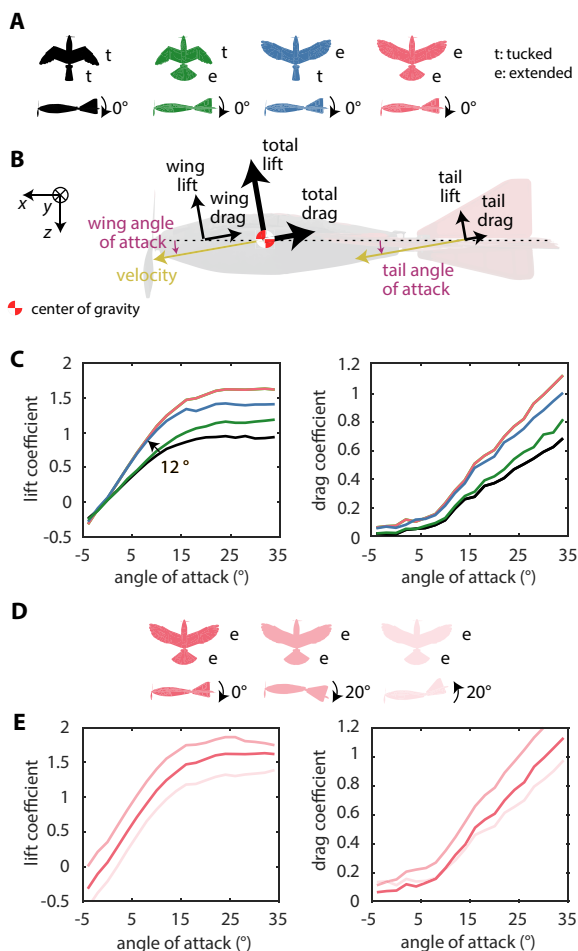 A
t
t
0°
t
e
0°
e
t
0°
e
e
0°
t: tucked
e: extended
B
x
y
z
wing
lift
wing
drag
total
lift
total
drag
tail
lift
tail
drag
wing angle
of attack
velocity
tail angle
of attack
center of gravity
C
lift coefficient
2
1.5
1
0.5
0
-0.5
12 °
-5
5
15
25
35
angle of attack (°)
drag coefficient
1.2
1
0.8
0.6
0.4
0.2
0
-5
5
15
25
35
angle of attack (°)
D
e
e
0°
e
e
20°
e
e
20°
E
lift coefficient
2
1.5
1
0.5
0
-0.5
-5
5
15
25
35
angle of attack (°)
drag coefficient
1.2
1
0.8
0.6
0.4
0.2
0
-5
5
15
25
35
angle of attack (°)